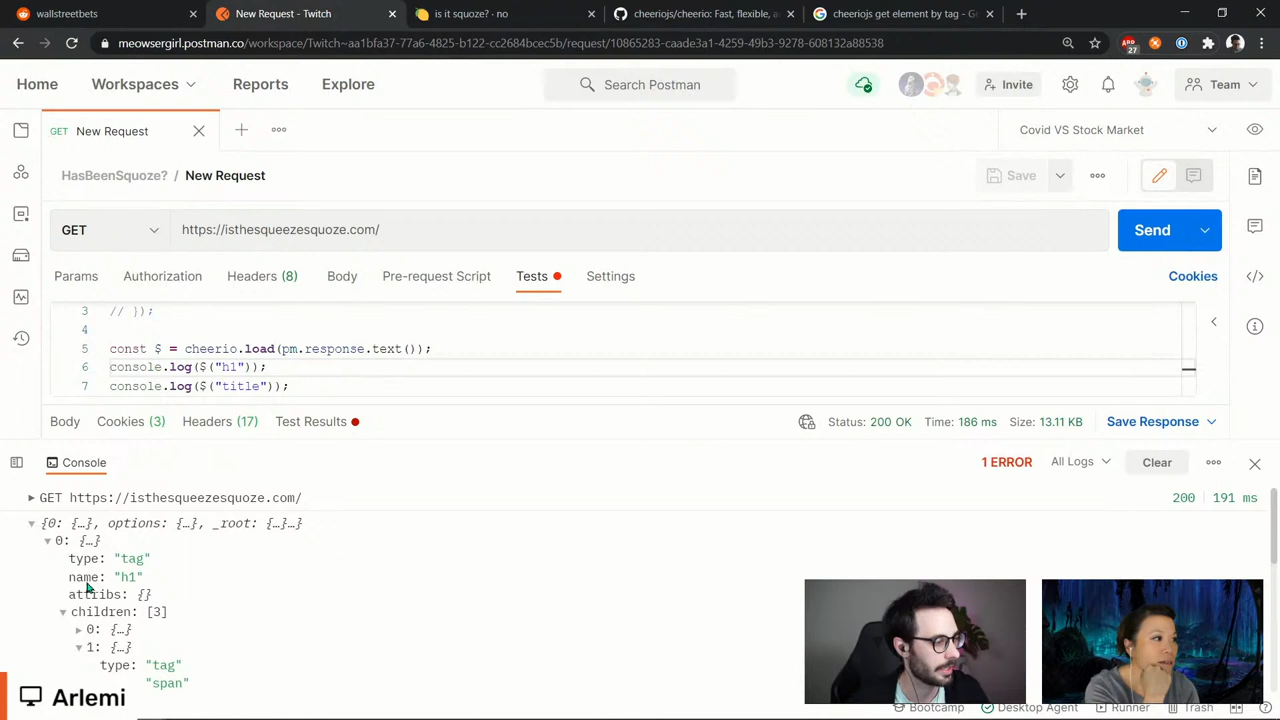 wallstreetbets
New Request - Twitch
is it squoze? - no
cheeriojs/cheerio: Fast, flexible, a
cheeriojs get element by tag - G
meowsergirl.postman.co/workspace/Twitch~aa1bfa37-77a6-4825-b122-cc2684bcec5b/request/10865283-caade3a1-4259-49b3-9278-608132a88538
27
Home
Workspaces
Reports
Explore
Search Postman
Invite
Team
GET New Request
Covid VS Stock Market
HasBeenSquoze? / New Request
Save
GET
https://isthesqueezesquoze.com/
Send
Params
Authorization
Headers (8)
Body
Pre-request Script
Tests
Settings
Cookies
3 // });
4
5 const $ = cheerio.load(pm.response.text());
6 console.log($("h1"));
7 console.log($("title"));
Body
Cookies (3)
Headers (17)
Test Results
Status: 200 OK
Time: 186 ms
Size: 13.11 KB
Save Response
Console
1 ERROR
All Logs
Clear
GET https://isthesqueezesquoze.com/
200
191 ms
{0: {…}, options: {…}, _root: {…}…}
0: {…}
type: "tag"
name: "h1"
attribs: {}
children: [3]
0: {…}
1: {…}
type: "tag"
"span"
Arlemi
Bootcamp
Desktop Agent
Runner
Trash